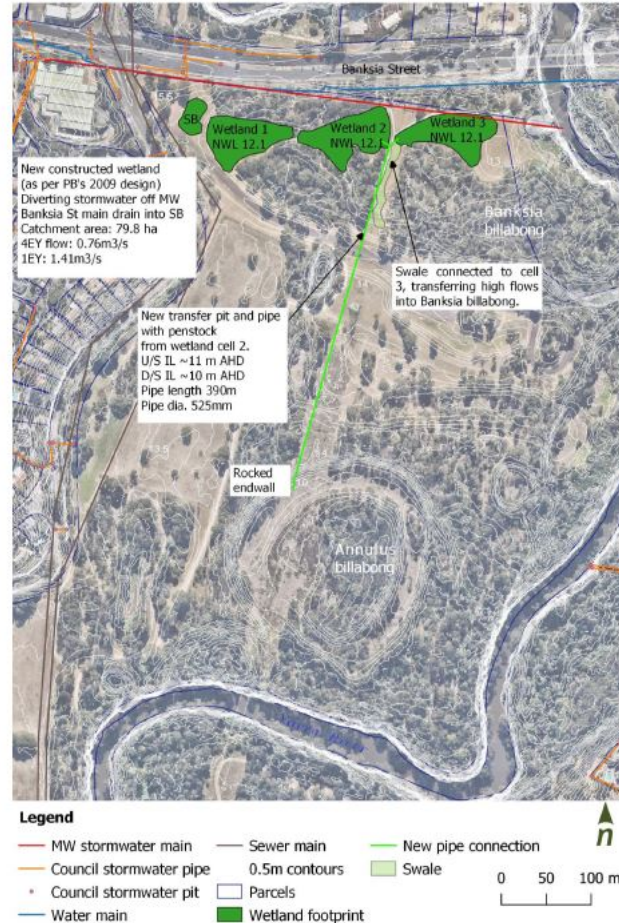 Banksia Street
SB
Wetland 1
NWL 12.1
Wetland 2
NWL 12.1
Wetland 3
NWL 12.1
New constructed wetland
(as per PB's 2009 design)
Diverting stormwater off MW
Banksia St main drain into SB
Catchment area: 79.8 ha
4EY flow: 0.76m3/s
1EY: 1.41m3/s
Banksia
billabong
Swale connected to cell
3, transferring high flows
into Banksia billabong.
New transfer pit and pipe
with penstock
from wetland cell 2.
U/S IL ~11 m AHD
D/S IL ~10 m AHD
Pipe length 390m
Pipe dia. 525mm
Rocked
endwall
Annulus
billabong
Legend
MW stormwater main
Council stormwater pipe
Council stormwater pit
Water main
Sewer main
0.5m contours
Parcels
Wetland footprint
New pipe connection
Swale
n
0 50 100 m